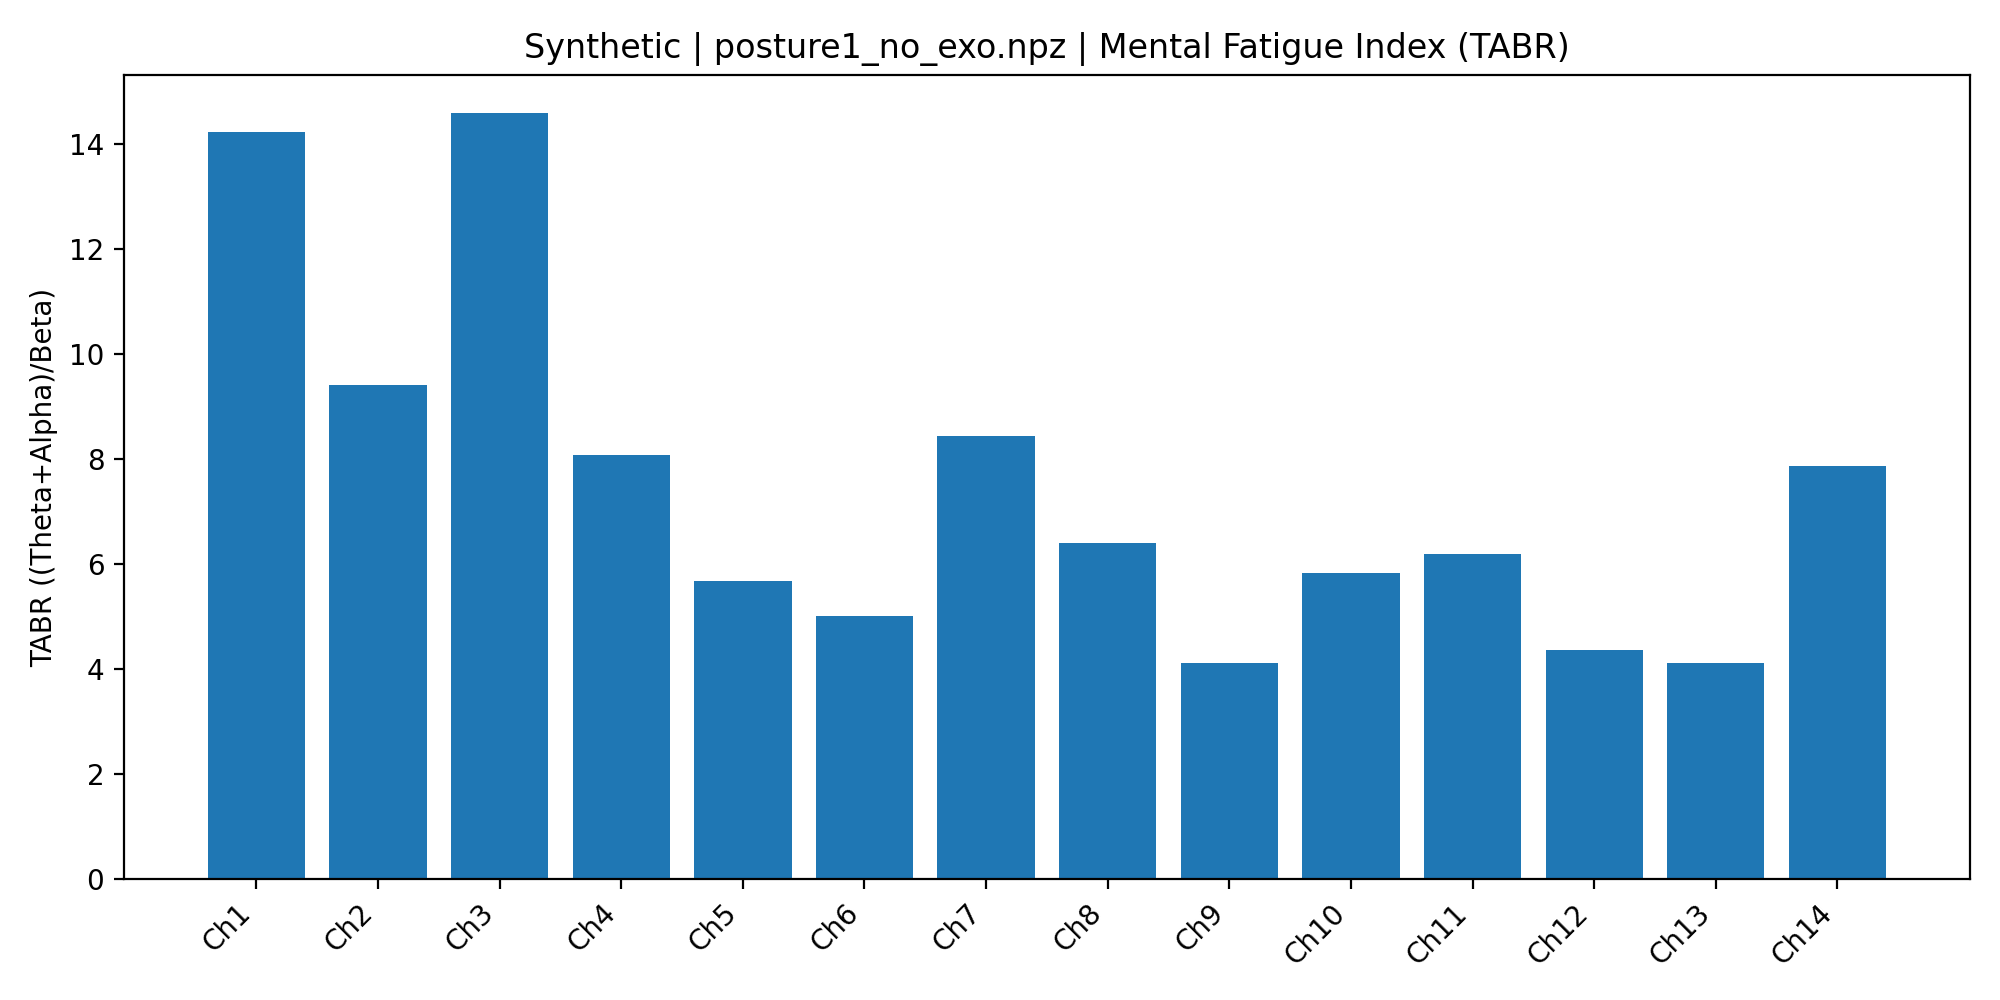 Synthetic | posture1_no_exo.npz | Mental Fatigue Index (TABR)
TABR ((Theta+Alpha)/Beta)
14
12
10
8
6
4
2
0
Ch1
Ch2
Ch3
Ch4
Ch5
Ch6
Ch7
Ch8
Ch9
Ch10
Ch11
Ch12
Ch13
Ch14